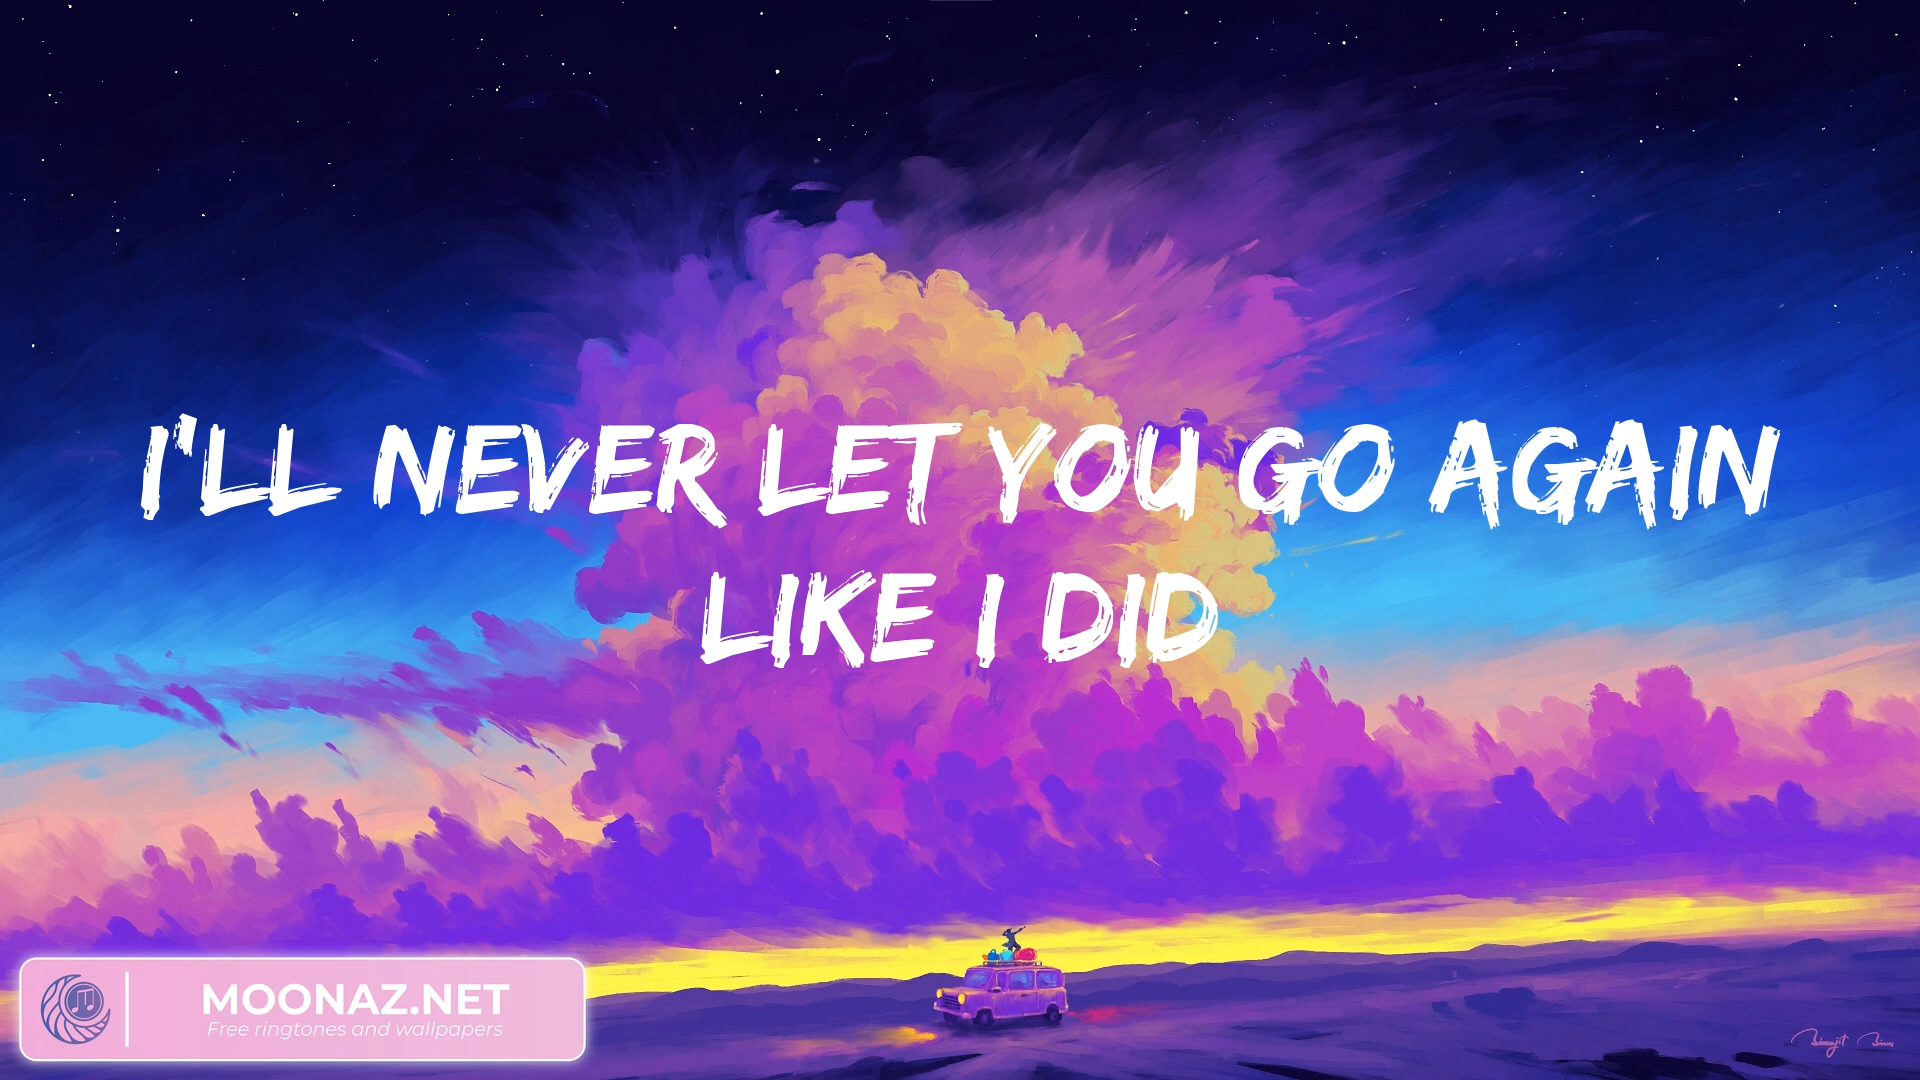 I'LL NEVER LET YOU GO AGAIN
LIKE I DID
MOONAZ.NET
Free ringtones and wallpapers